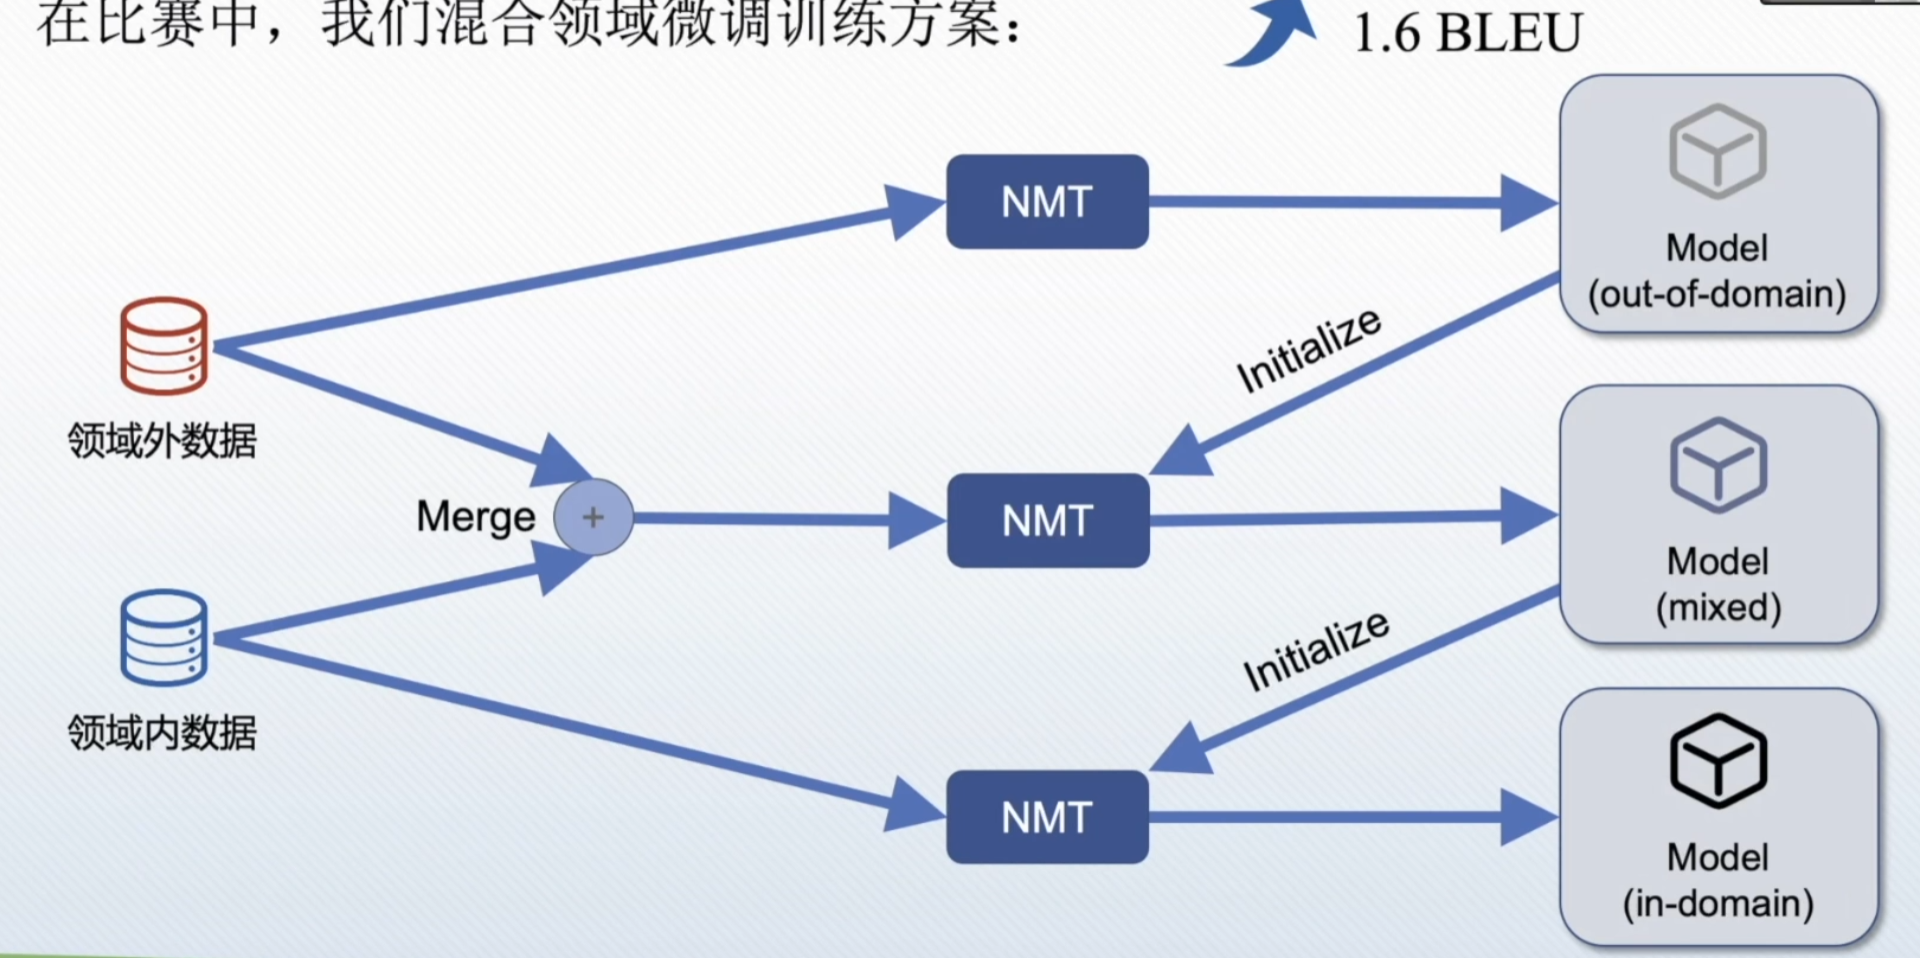 在比赛中，我们混合领域微调训练方案：
1.6 BLEU
NMT
Model
(out-of-domain)
Initialize
领域外数据
Merge
+
NMT
Model
(mixed)
Initialize
领域内数据
NMT
Model
(in-domain)